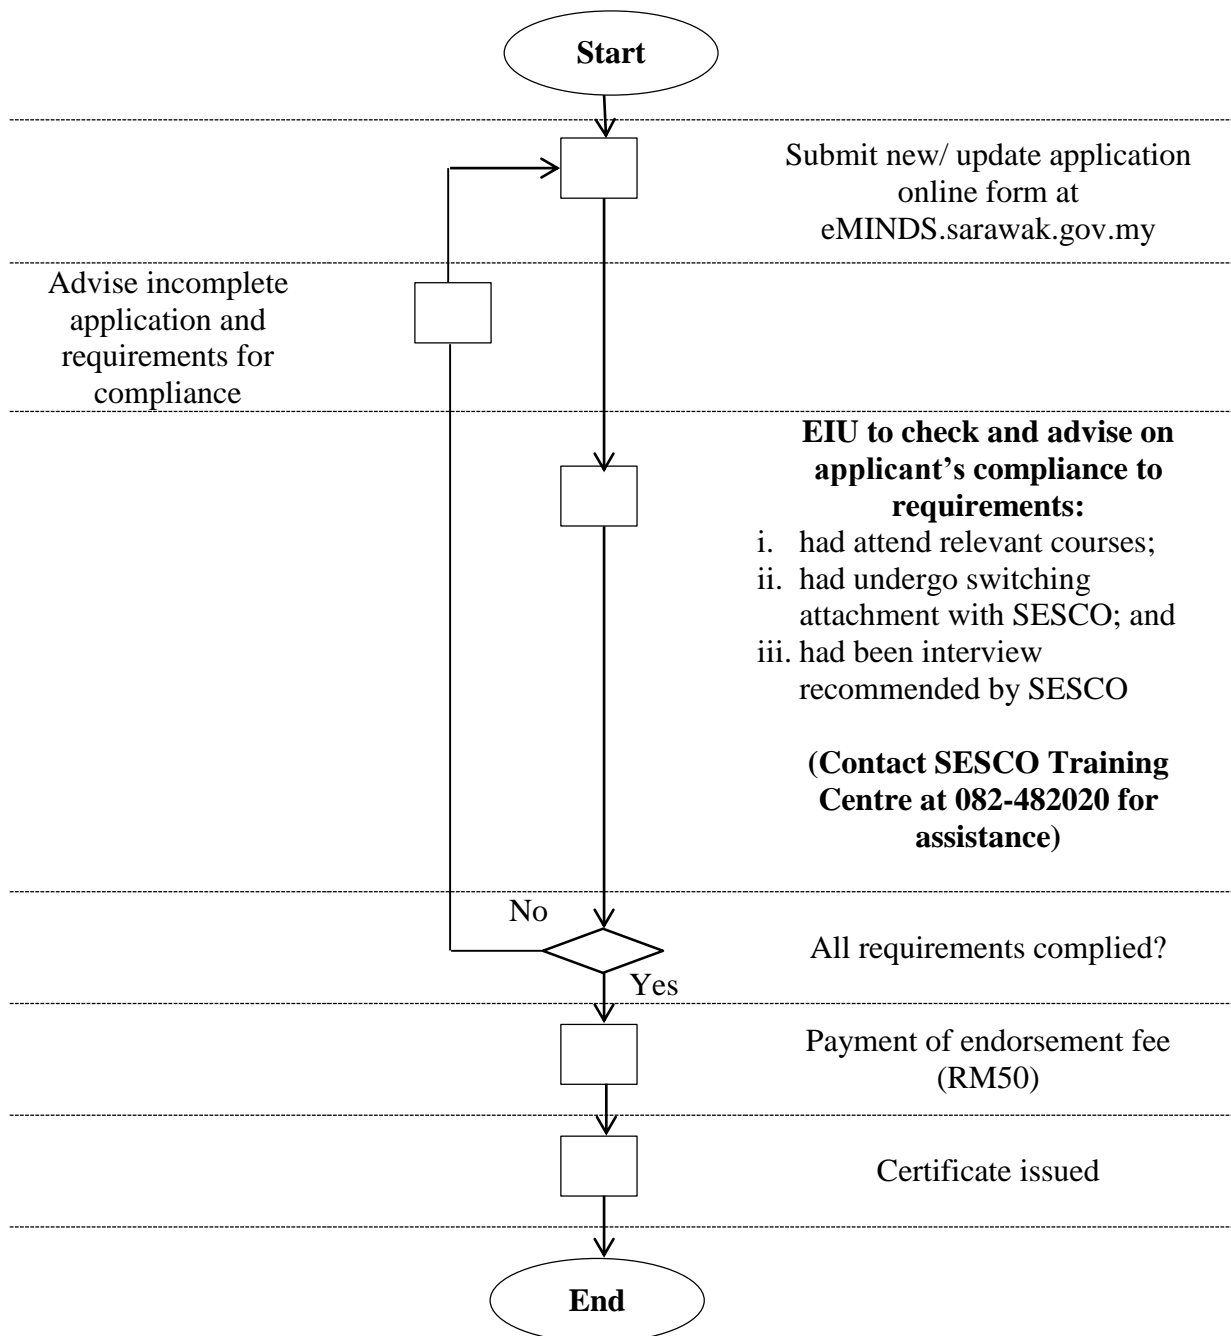 Start
Submit new/ update application
online form at
eMINDS.sarawak.gov.my
Advise incomplete
application and
requirements for
compliance
EIU to check and advise on
applicant’s compliance to
requirements:
i. had attend relevant courses;
ii. had undergo switching
attachment with SESCO; and
iii. had been interview
recommended by SESCO
(Contact SESCO Training
Centre at 082-482020 for
assistance)
No
All requirements complied?
Yes
Payment of endorsement fee
(RM50)
Certificate issued
End